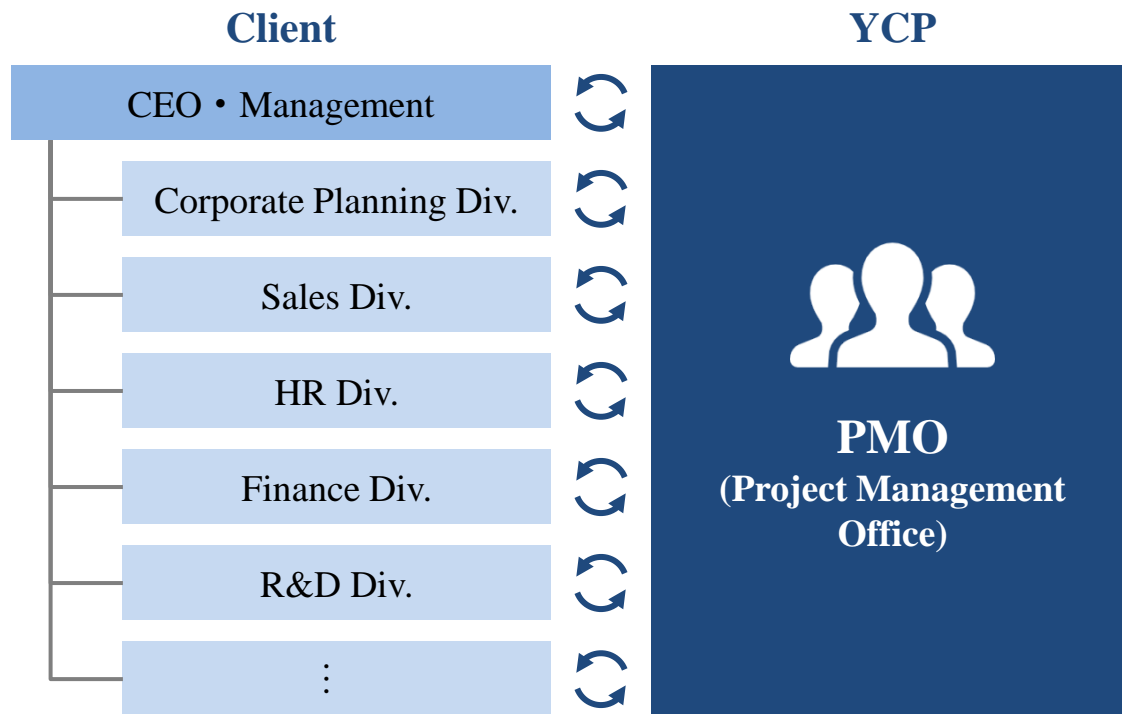 Client
YCP
CEO・Management
Corporate Planning Div.
Sales Div.
HR Div.
Finance Div.
R&D Div.
⋮
PMO
(Project Management
Office)